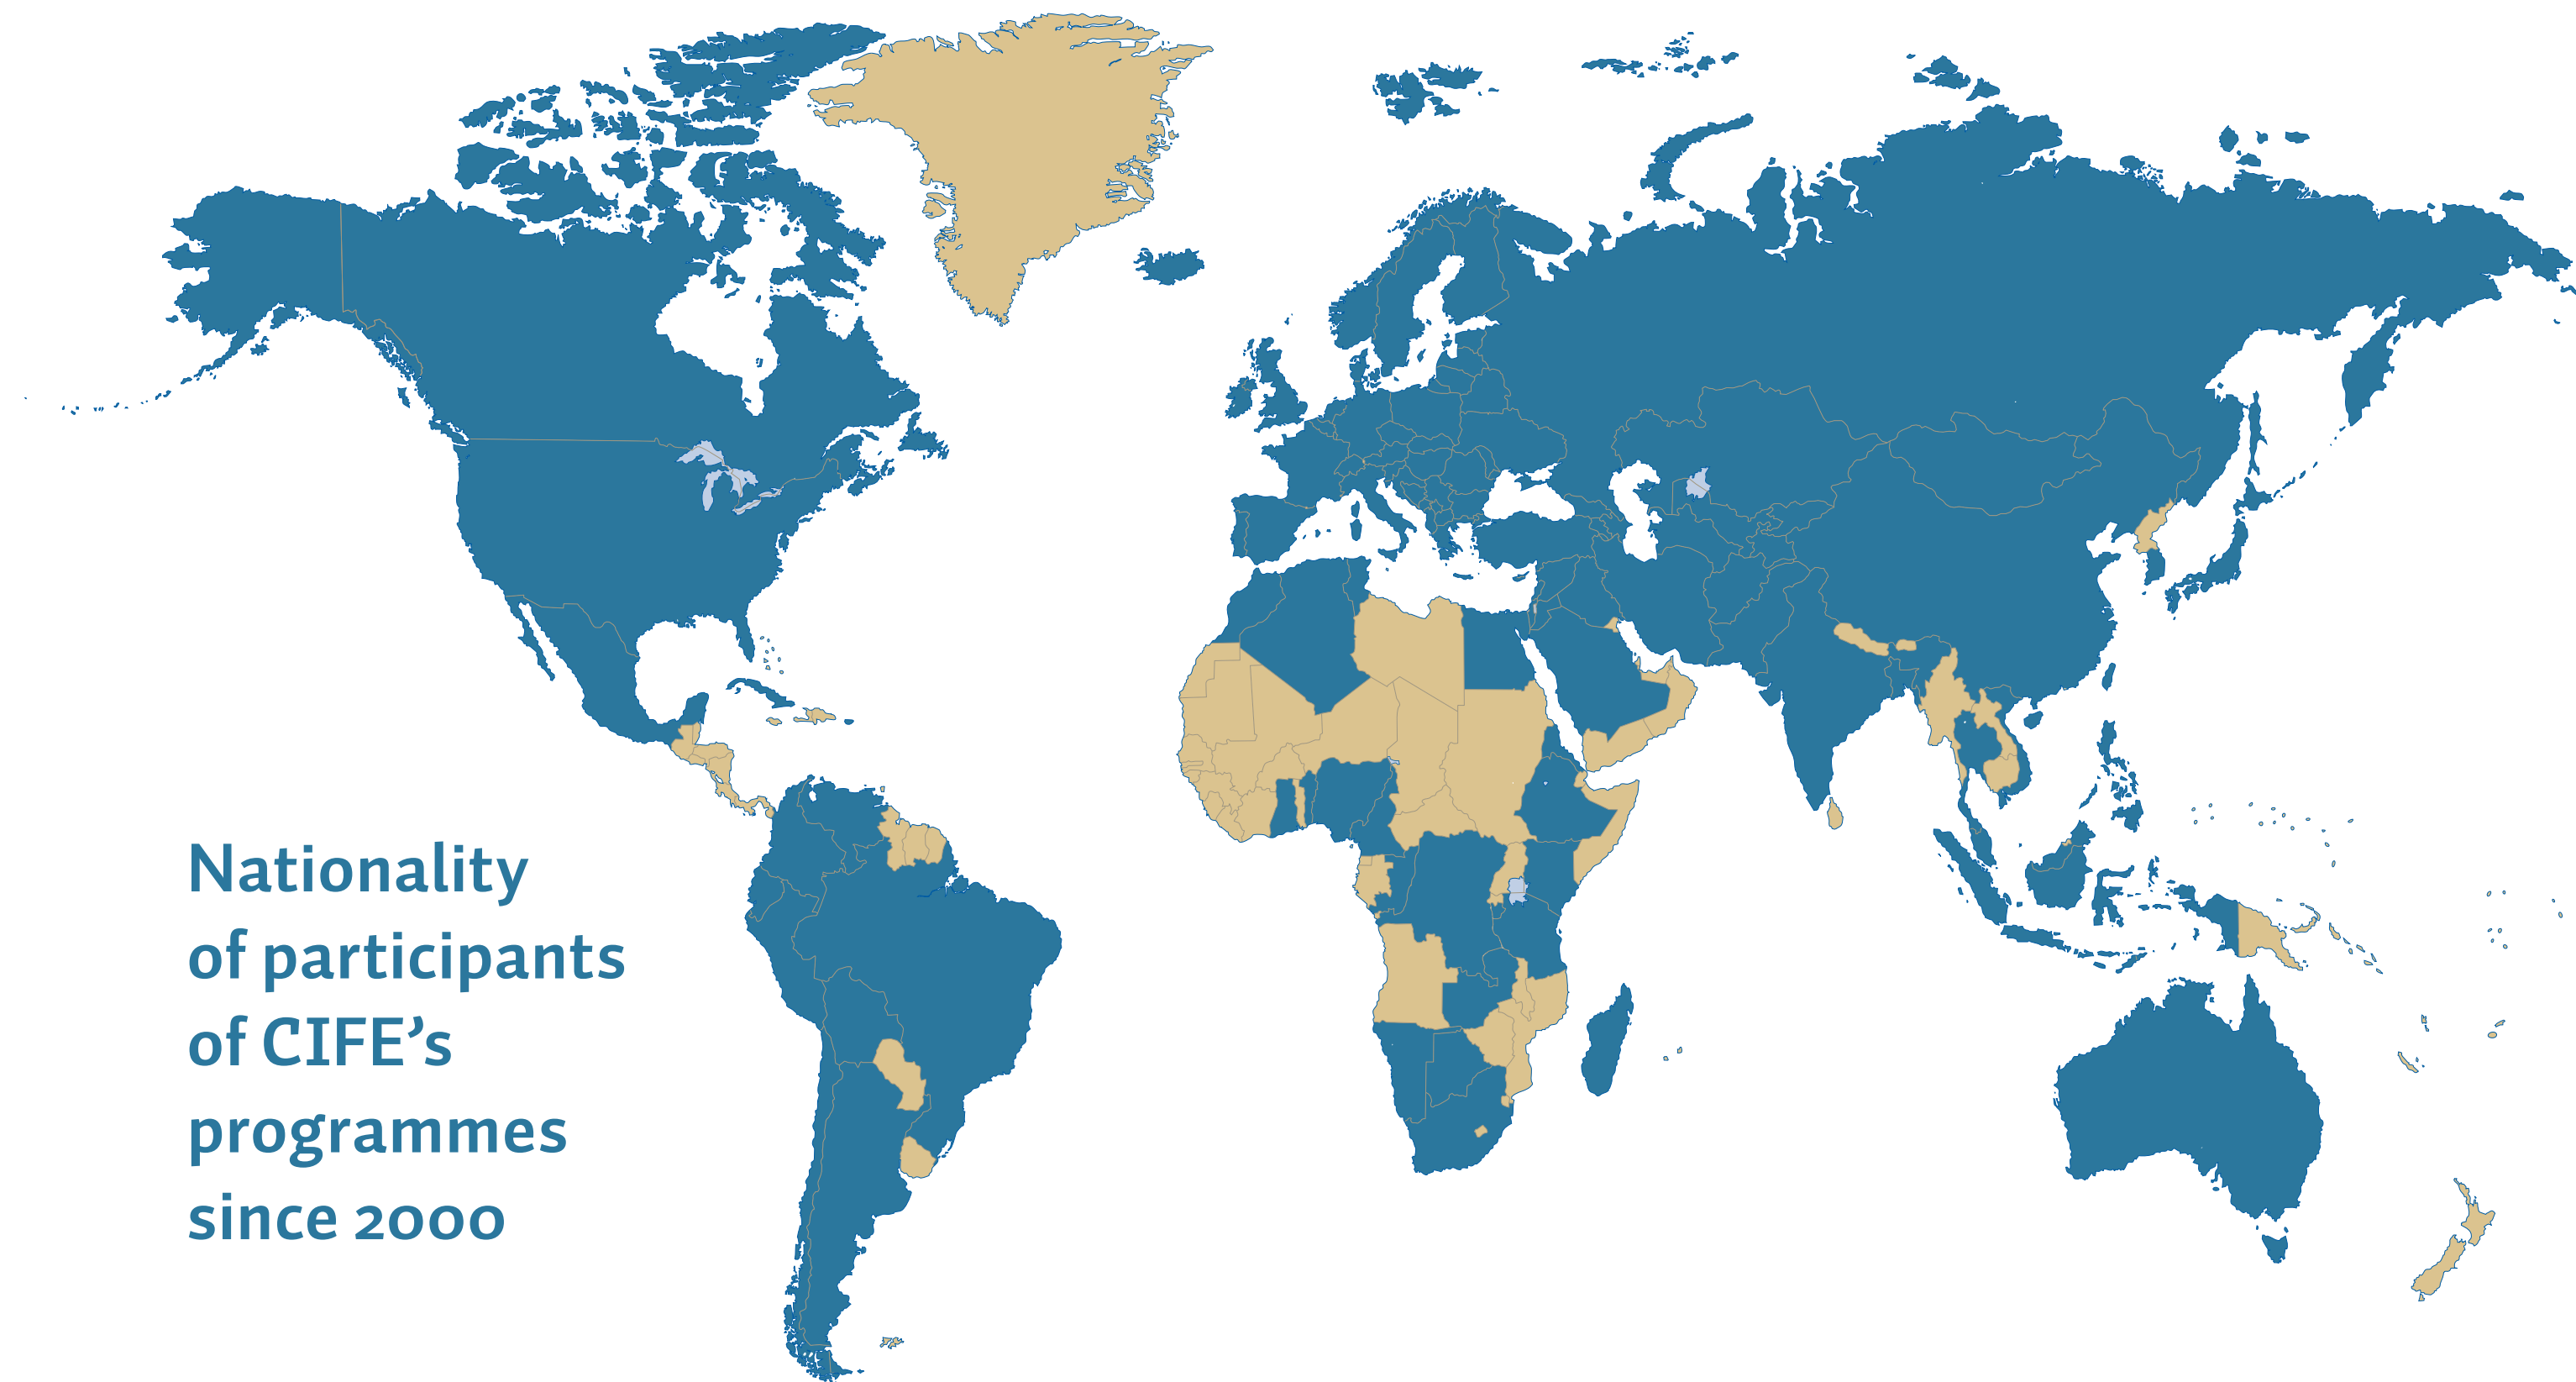 Nationality
of participants
of CIFE’s
programmes
since 2000